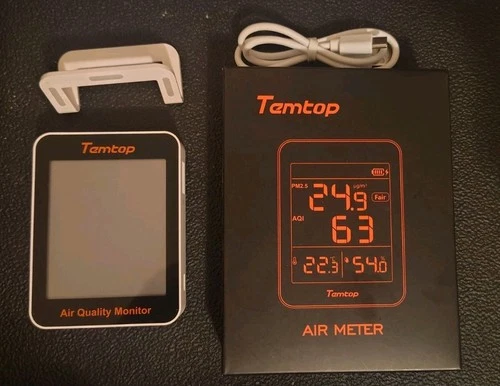 Temtop
Air Quality Monitor
Temtop
PM2.5
24.9
µg/m³
Fair
AQI
63
22.3
54.0
Temtop
AIR METER